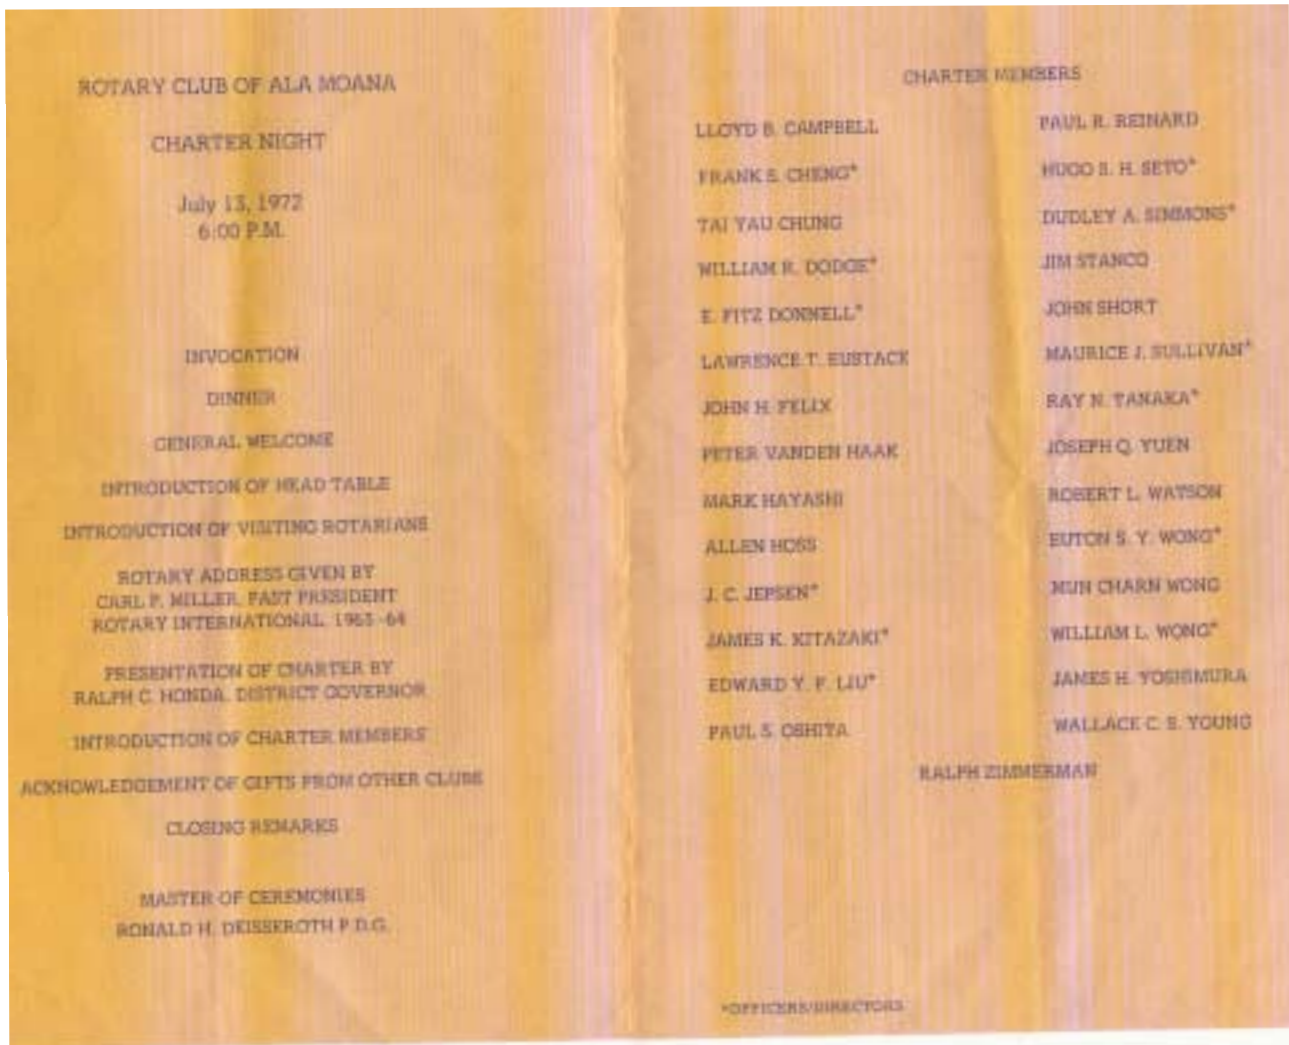 ROTARY CLUB OF ALA MOANA
CHARTER NIGHT
July 13, 1972
6:00 P.M.
INVOCATION
DINNER
GENERAL WELCOME
INTRODUCTION OF HEAD TABLE
INTRODUCTION OF VISITING ROTARIANS
ROTARY ADDRESS GIVEN BY
CARL P. MILLER, PAST PRESIDENT
ROTARY INTERNATIONAL 1963-64
PRESENTATION OF CHARTER BY
RALPH C. HONDA, DISTRICT GOVERNOR
INTRODUCTION OF CHARTER MEMBERS
ACKNOWLEDGEMENT OF GIFTS FROM OTHER CLUBS
CLOSING REMARKS
MASTER OF CEREMONIES
RONALD H. DEISSEROTH P.D.G.
CHARTER MEMBERS
LLOYD B. CAMPBELL
FRANK S. CHENG*
TAI YAU CHUNG
WILLIAM R. DODGE*
E. FITZ DONNELL*
LAWRENCE T. EUSTACK
JOHN H. FELIX
PETER VANDEN HAAK
MARK HAYASHI
ALLEN HOSS
J. C. JEPSEN*
JAMES K. KITAZAKI*
EDWARD Y. F. LIU*
PAUL S. OSHITA
PAUL R. REINARD
HUGO S. H. SETO*
DUDLEY A. SIMMONS*
JIM STANCO
JOHN SHORT
MAURICE J. SULLIVAN*
RAY N. TANAKA*
JOSEPH Q. YUEN
ROBERT L. WATSON
EUTON S. Y. WONG*
MUN CHARN WONG
WILLIAM L. WONG*
JAMES H. YOSHIMURA
WALLACE C. S. YOUNG
RALPH ZIMMERMAN
*OFFICERS/DIRECTORS